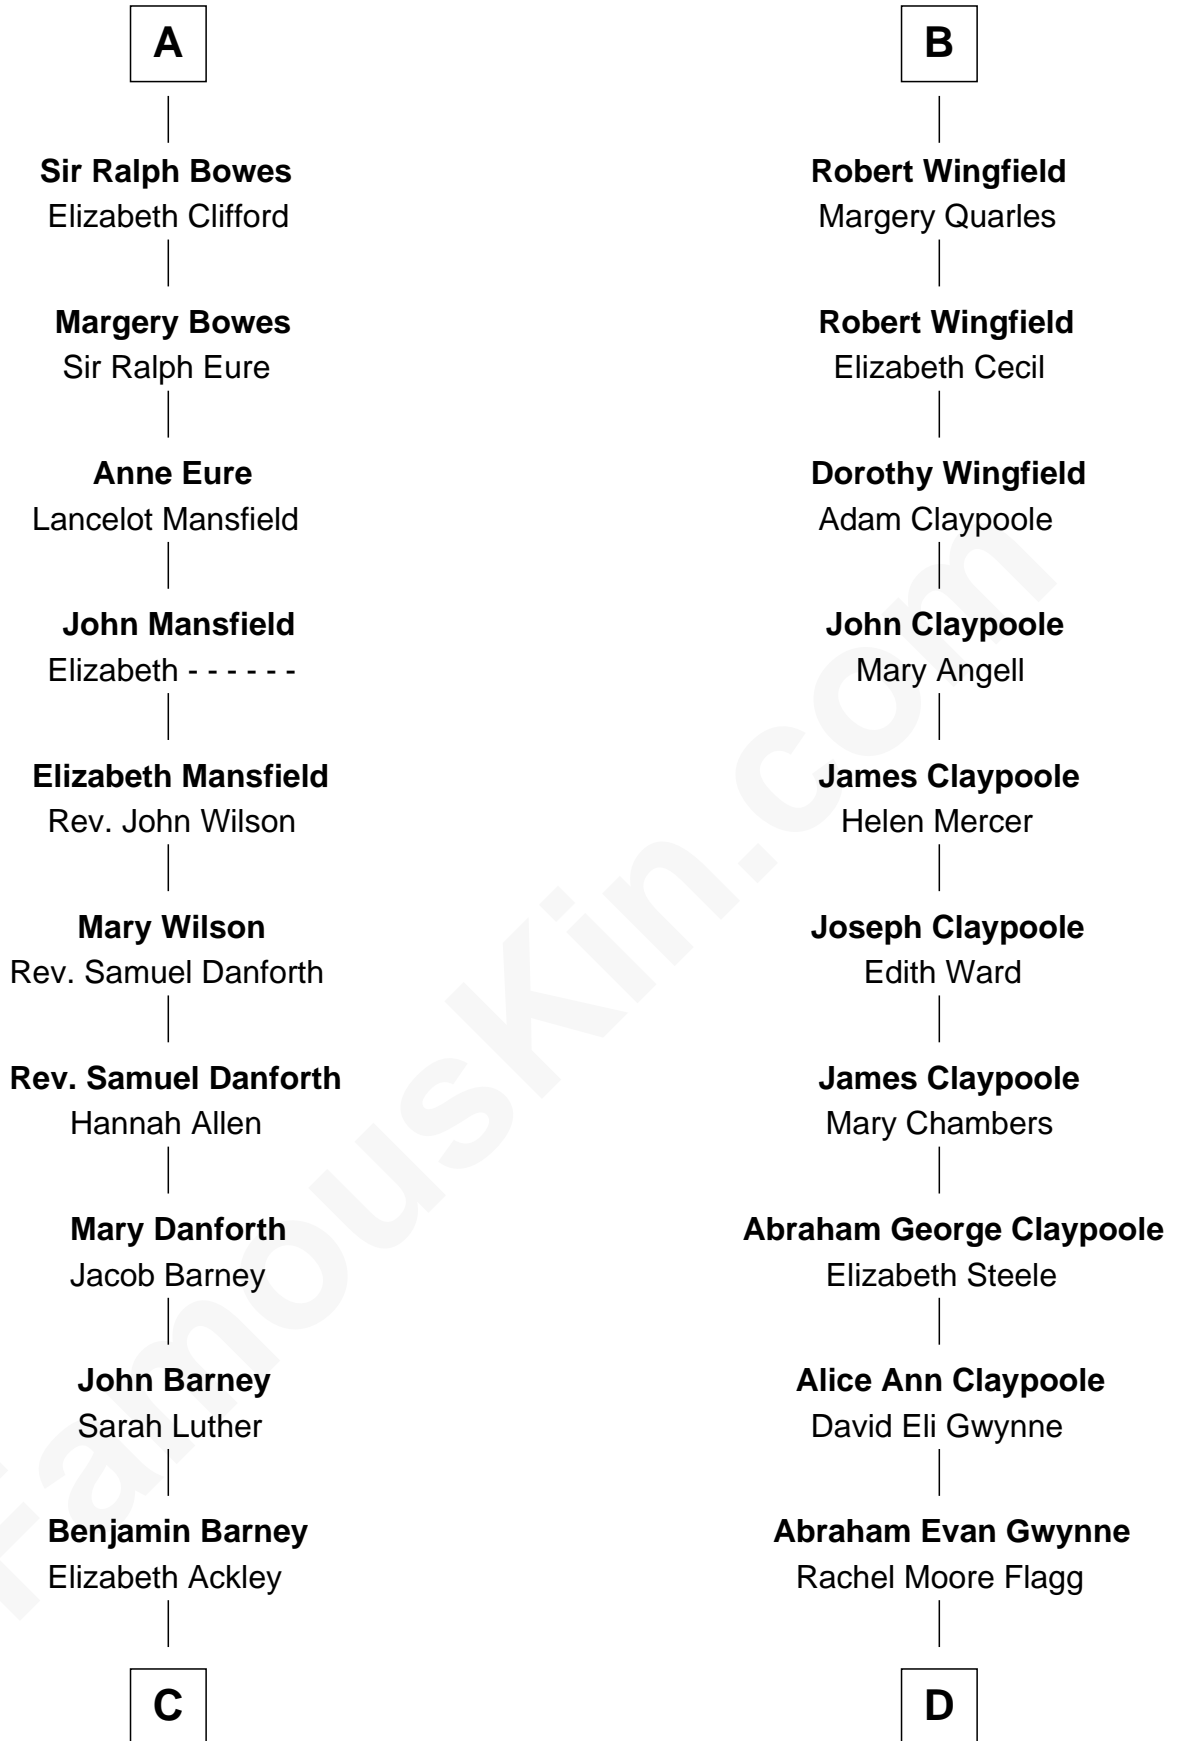 A
Sir Ralph Bowes
Elizabeth Clifford
Margery Bowes
Sir Ralph Eure
Anne Eure
Lancelot Mansfield
John Mansfield
Elizabeth - - - - - -
Elizabeth Mansfield
Rev. John Wilson
Mary Wilson
Rev. Samuel Danforth
Rev. Samuel Danforth
Hannah Allen
Mary Danforth
Jacob Barney
John Barney
Sarah Luther
Benjamin Barney
Elizabeth Ackley
C
B
Robert Wingfield
Margery Quarles
Robert Wingfield
Elizabeth Cecil
Dorothy Wingfield
Adam Claypoole
John Claypoole
Mary Angell
James Claypoole
Helen Mercer
Joseph Claypoole
Edith Ward
James Claypoole
Mary Chambers
Abraham George Claypoole
Elizabeth Steele
Alice Ann Claypoole
David Eli Gwynne
Abraham Evan Gwynne
Rachel Moore Flagg
D
FamousKin.com